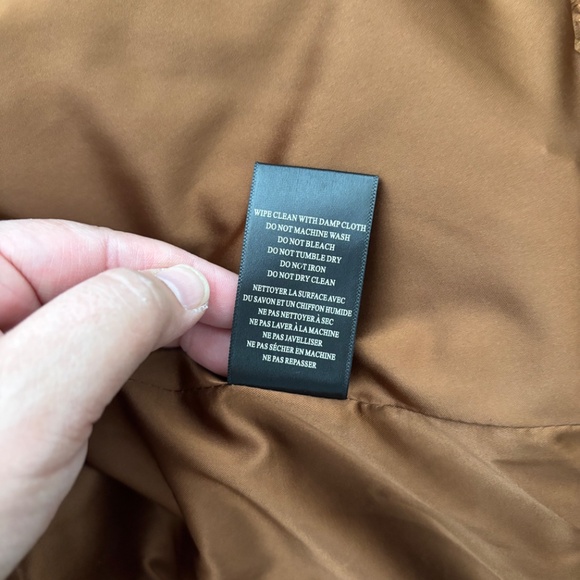 WIPE CLEAN WITH DAMP CLOTH
DO NOT MACHINE WASH
DO NOT BLEACH
DO NOT TUMBLE DRY
DO NOT IRON
DO NOT DRY CLEAN
NETTOYER LA SURFACE AVEC
DU SAVON ET UN CHIFFON HUMIDE
NE PAS NETTOYER À SEC
NE PAS LAVER À LA MACHINE
NE PAS JAVELLISER
NE PAS SÉCHER EN MACHINE
NE PAS REPASSER